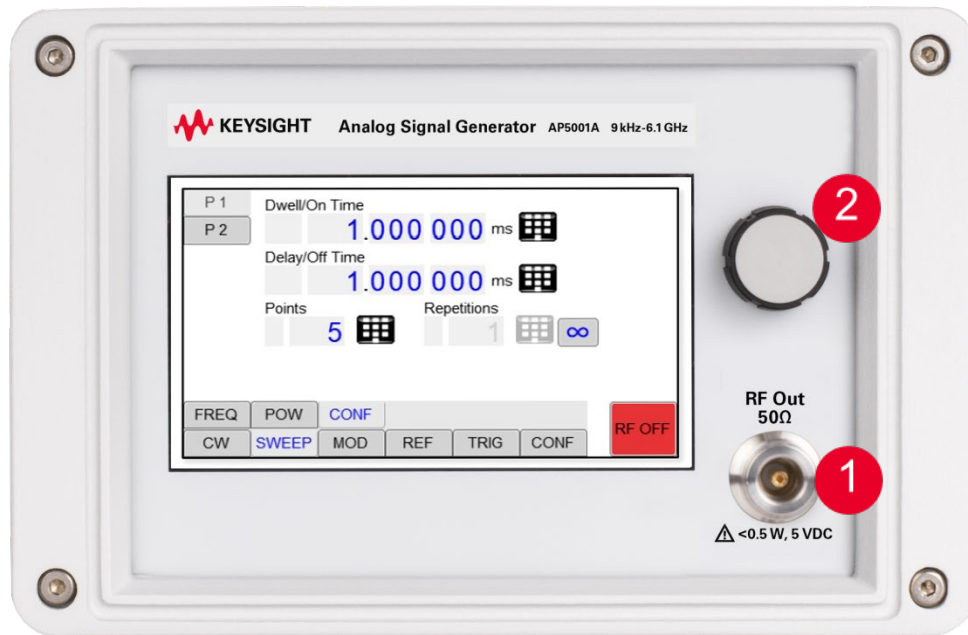 KEYSIGHT Analog Signal Generator AP5001A 9 kHz-6.1 GHz
P 1
P 2
Dwell/On Time
1.000 000 ms
Delay/Off Time
1.000 000 ms
Points Repetitions
5 1 ∞
FREQ POW CONF
CW SWEEP MOD REF TRIG CONF
RF OFF
2
RF Out
50Ω
1
⚠ <0.5 W, 5 VDC